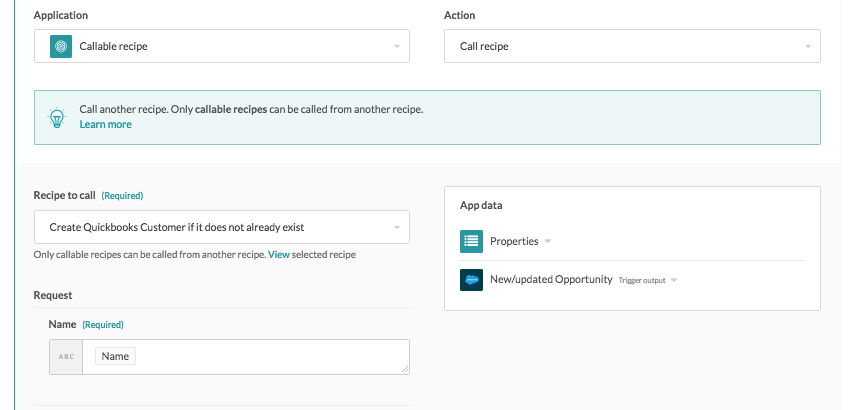 Application
Action
Callable recipe
Call recipe
Call another recipe. Only callable recipes can be called from another recipe.
Learn more
Recipe to call (Required)
App data
Create Quickbooks Customer if it does not already exist
Properties
Only callable recipes can be called from another recipe. View selected recipe
New/updated Opportunity Trigger output
Request
Name (Required)
ABC Name